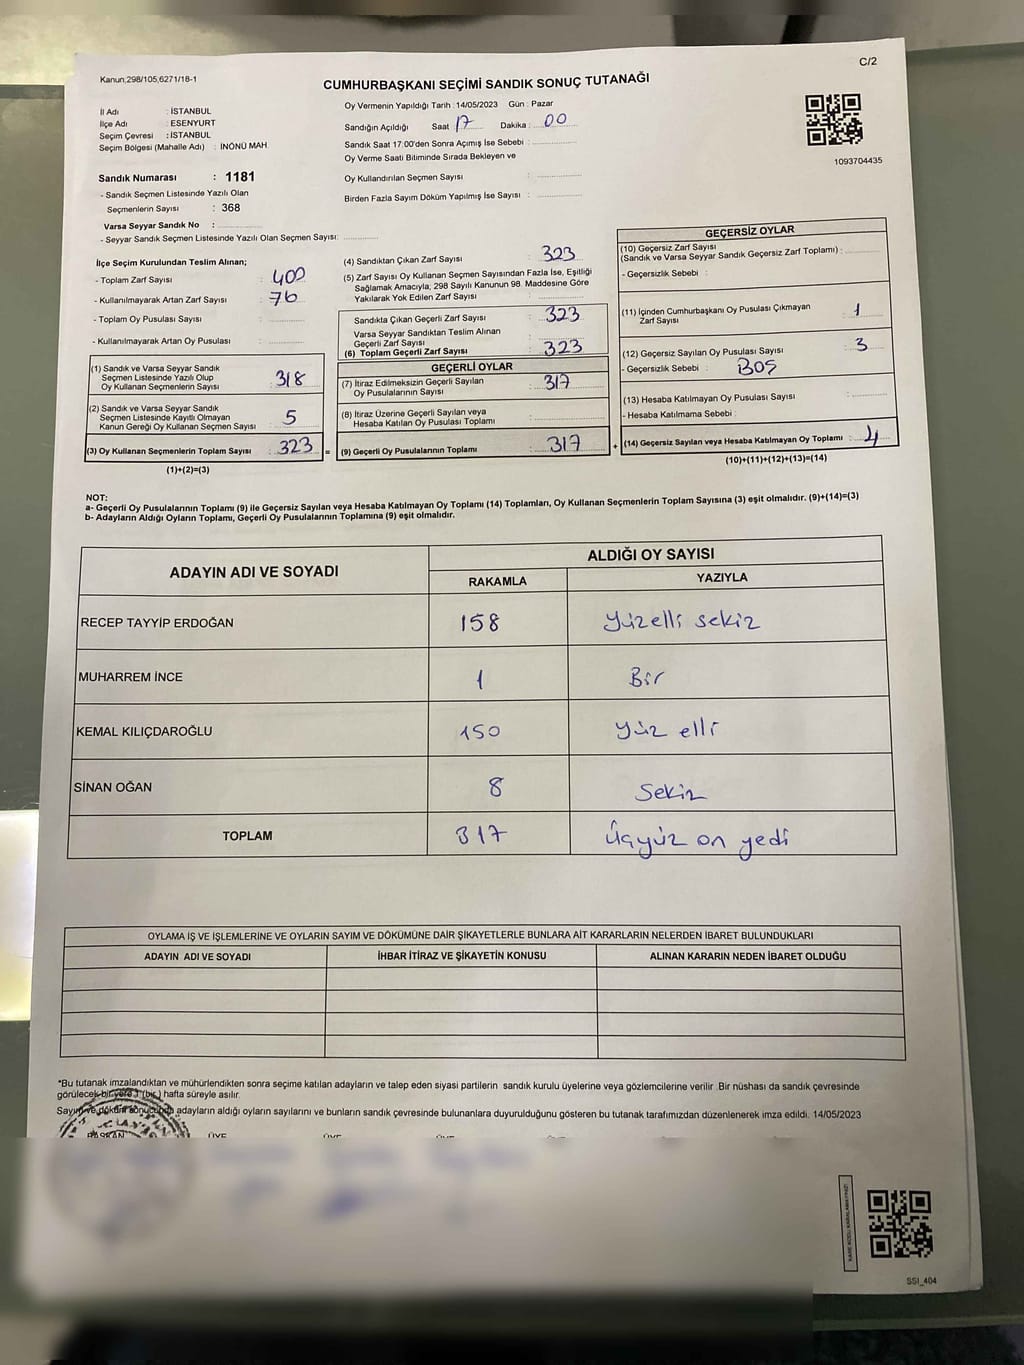 C/2
Kanun,298/105,6271/18-1
CUMHURBAŞKANI SEÇİMİ SANDIK SONUÇ TUTANAĞI
İl Adı : İSTANBUL
İlçe Adı : ESENYURT
Seçim Çevresi : İSTANBUL
Seçim Bölgesi (Mahalle Adı) : İNÖNÜ MAH.
Sandık Numarası : 1181
- Sandık Seçmen Listesinde Yazılı Olan
Seçmenlerin Sayısı : 368
Varsa Seyyar Sandık No :
- Seyyar Sandık Seçmen Listesinde Yazılı Olan Seçmen Sayısı:
Oy Vermenin Yapıldığı Tarih : 14/05/2023 Gün : Pazar
Sandığın Açıldığı Saat 17 Dakika : 00
Sandık Saat 17:00'den Sonra Açımış İse Sebebi :
Oy Verme Saati Bitiminde Sırada Bekleyen ve
Oy Kullandırılan Seçmen Sayısı :
Birden Fazla Sayım Döküm Yapılmış İse Sayısı :
1093704435
İlçe Seçim Kurulundan Teslim Alınan;
- Toplam Zarf Sayısı : 400
- Kullanılmayarak Artan Zarf Sayısı : 76
- Toplam Oy Pusulası Sayısı :
- Kullanılmayarak Artan Oy Pusulası :
(1) Sandık ve Varsa Seyyar Sandık
Seçmen Listesinde Yazılı Olup
Oy Kullanan Seçmenlerin Sayısı : 318
(2) Sandık ve Varsa Seyyar Sandık
Seçmen Listesinde Kayıtlı Olmayan
Kanun Gereği Oy Kullanan Seçmen Sayısı : 5
(3) Oy Kullanan Seçmenlerin Toplam Sayısı : 323 =
(1)+(2)=(3)
(4) Sandıktan Çıkan Zarf Sayısı : 323
(5) Zarf Sayısı Oy Kullanan Seçmen Sayısından Fazla İse, Eşitliği
Sağlamak Amacıyla; 298 Sayılı Kanunun 98. Maddesine Göre
Yakılarak Yok Edilen Zarf Sayısı :
Sandıkta Çıkan Geçerli Zarf Sayısı : 323
Varsa Seyyar Sandıktan Teslim Alınan
Geçerli Zarf Sayısı :
(6) Toplam Geçerli Zarf Sayısı : 323
GEÇERLİ OYLAR
(7) İtiraz Edilmeksizin Geçerli Sayılan
Oy Pusulalarının Sayısı : 317
(8) İtiraz Üzerine Geçerli Sayılan veya
Hesaba Katılan Oy Pusulası Toplamı :
(9) Geçerli Oy Pusulalarının Toplamı : 317 +
GEÇERSİZ OYLAR
(10) Geçersiz Zarf Sayısı
(Sandık ve Varsa Seyyar Sandık Geçersiz Zarf Toplamı) :
- Geçersizlik Sebebi :
(11) İçinden Cumhurbaşkanı Oy Pusulası Çıkmayan
Zarf Sayısı : 1
(12) Geçersiz Sayılan Oy Pusulası Sayısı : 3
- Geçersizlik Sebebi : BOŞ
(13) Hesaba Katılmayan Oy Pusulası Sayısı :
- Hesaba Katılmama Sebebi :
(14) Geçersiz Sayılan veya Hesaba Katılmayan Oy Toplamı : 4
(10)+(11)+(12)+(13)=(14)
NOT:
a- Geçerli Oy Pusulalarının Toplamı (9) ile Geçersiz Sayılan veya Hesaba Katılmayan Oy Toplamı (14) Toplamları, Oy Kullanan Seçmenlerin Toplam Sayısına (3) eşit olmalıdır. (9)+(14)=(3)
b- Adayların Aldığı Oyların Toplamı, Geçerli Oy Pusulalarının Toplamına (9) eşit olmalıdır.
ADAYIN ADI VE SOYADI ALDIĞI OY SAYISI
RAKAMLA YAZIYLA
RECEP TAYYİP ERDOĞAN 158 Yüzelli sekiz
MUHARREM İNCE 1 Bir
KEMAL KILIÇDAROĞLU 150 Yüz elli
SİNAN OĞAN 8 Sekiz
TOPLAM 317 Üçyüz on yedi
OYLAMA İŞ VE İŞLEMLERİNE VE OYLARIN SAYIM VE DÖKÜMÜNE DAİR ŞİKAYETLERLE BUNLARA AİT KARARLARIN NELERDEN İBARET BULUNDUKLARI
ADAYIN ADI VE SOYADI İHBAR İTİRAZ VE ŞİKAYETİN KONUSU ALINAN KARARIN NEDEN İBARET OLDUĞU
*Bu tutanak imzalandıktan ve mühürlendikten sonra seçime katılan adayların ve talep eden siyasi partilerin sandık kurulu üyelerine veya gözlemcilerine verilir .Bir nüshası da sandık çevresinde
görülecek bir yere 1 (bir ) hafta süreyle asılır.
Sayım ve döküm sonucunda adayların aldığı oyların sayılarını ve bunların sandık çevresinde bulunanlara duyurulduğunu gösteren bu tutanak tarafımızdan düzenlenerek imza edildi. 14/05/2023
BAŞKAN ÜYE ÜYE
SSI_404